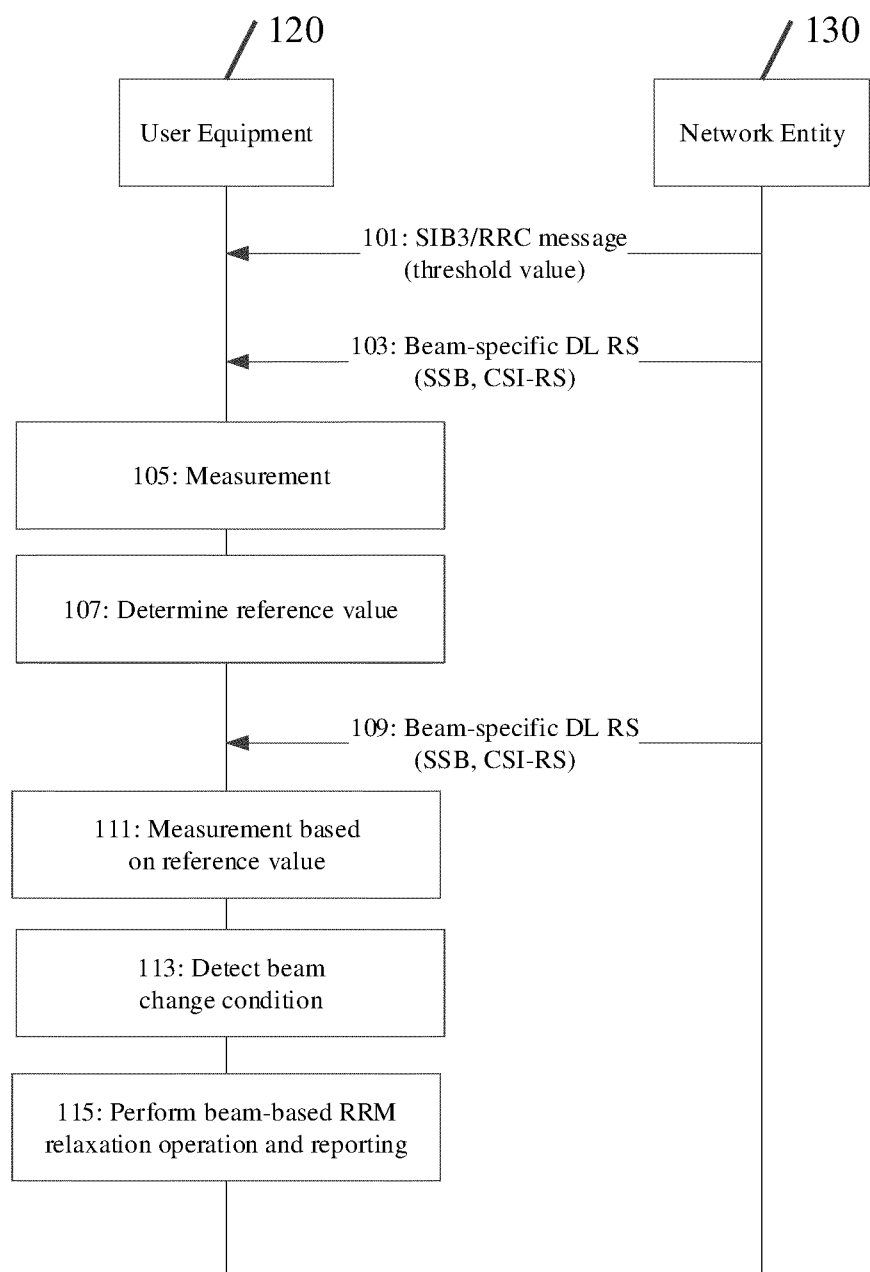 120
130
User Equipment
Network Entity
101: SIB3/RRC message
(threshold value)
103: Beam-specific DL RS
(SSB, CSI-RS)
105: Measurement
107: Determine reference value
109: Beam-specific DL RS
(SSB, CSI-RS)
111: Measurement based
on reference value
113: Detect beam
change condition
115: Perform beam-based RRM
relaxation operation and reporting